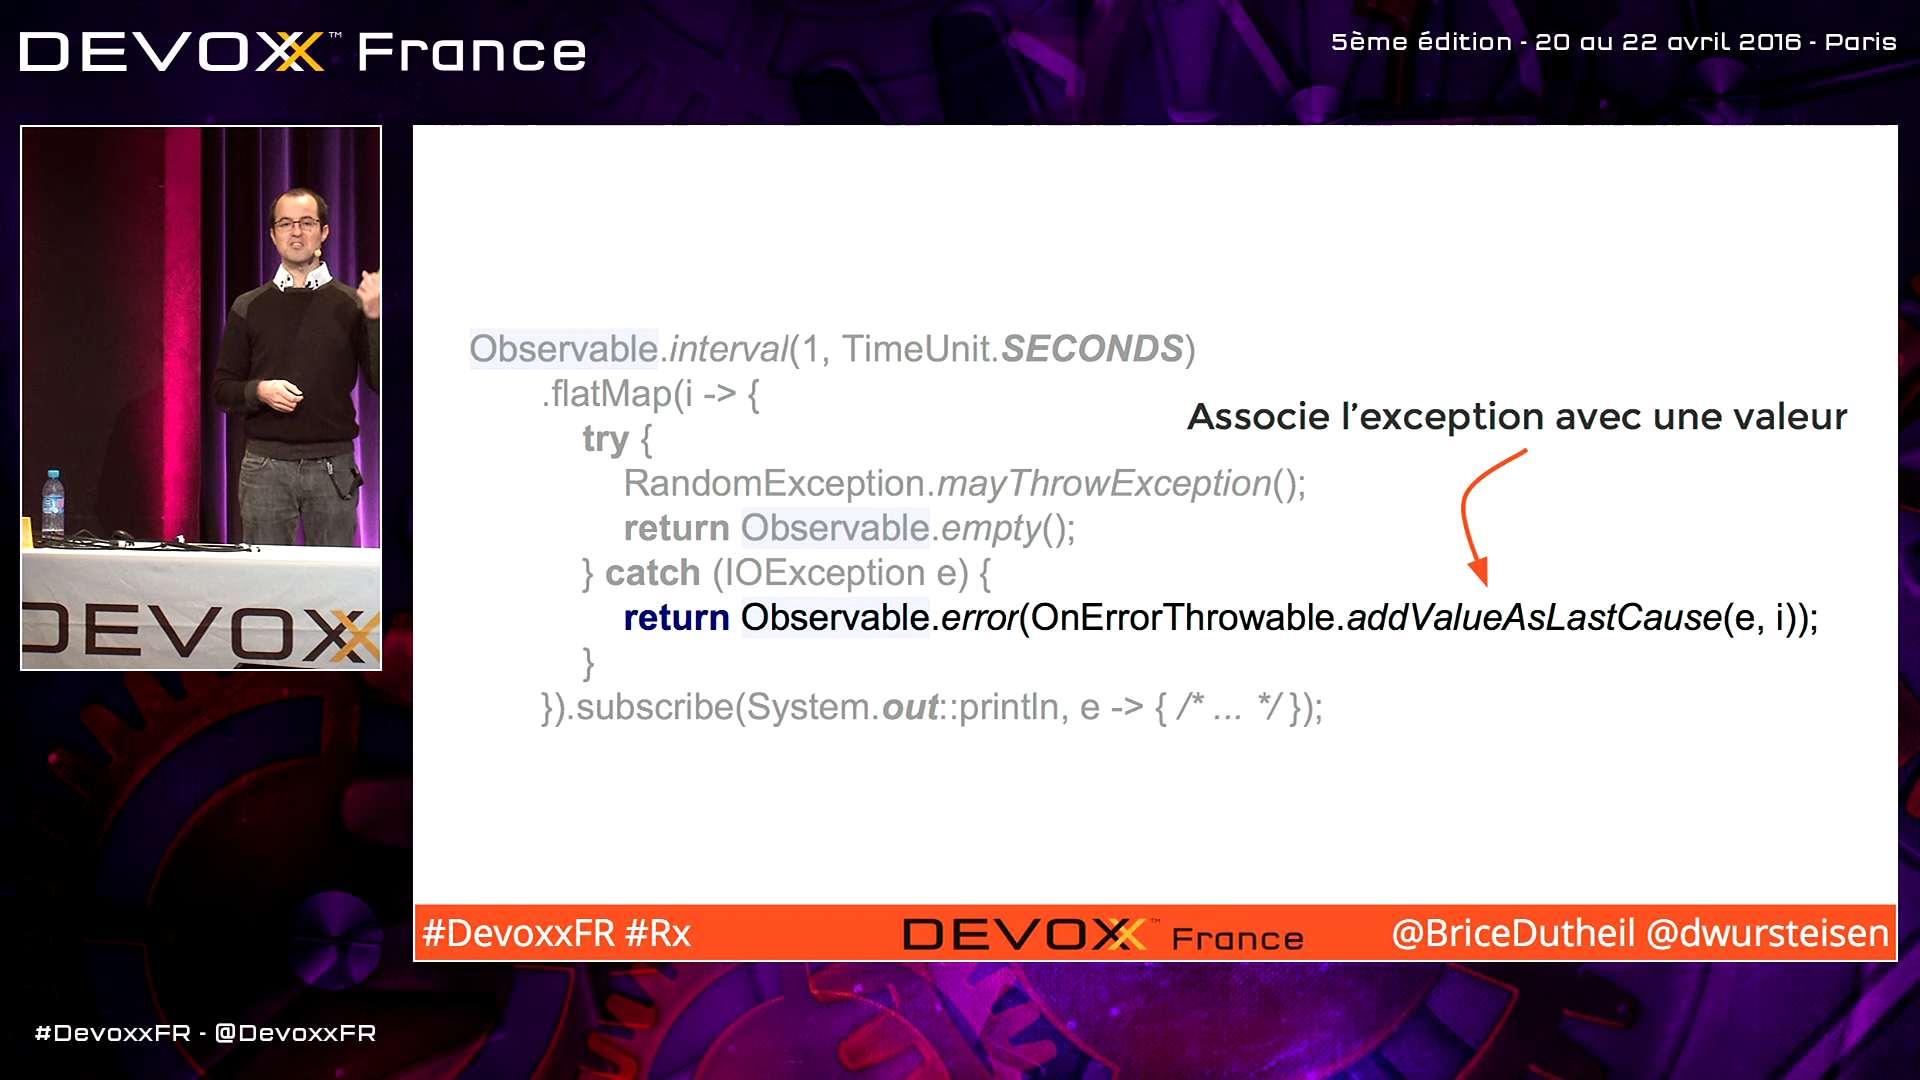 DEVOXX™ France
5ème édition - 20 au 22 avril 2016 - Paris
DEVOXX
Observable.interval(1, TimeUnit.SECONDS)
.flatMap(i -> {
try {
RandomException.mayThrowException();
return Observable.empty();
} catch (IOException e) {
return Observable.error(OnErrorThrowable.addValueAsLastCause(e, i));
}
}).subscribe(System.out::println, e -> { /* ... */ });
Associe l’exception avec une valeur
#DevoxxFR #Rx
DEVOXX™ France
@BriceDutheil @dwursteisen
#DevoxxFR - @DevoxxFR